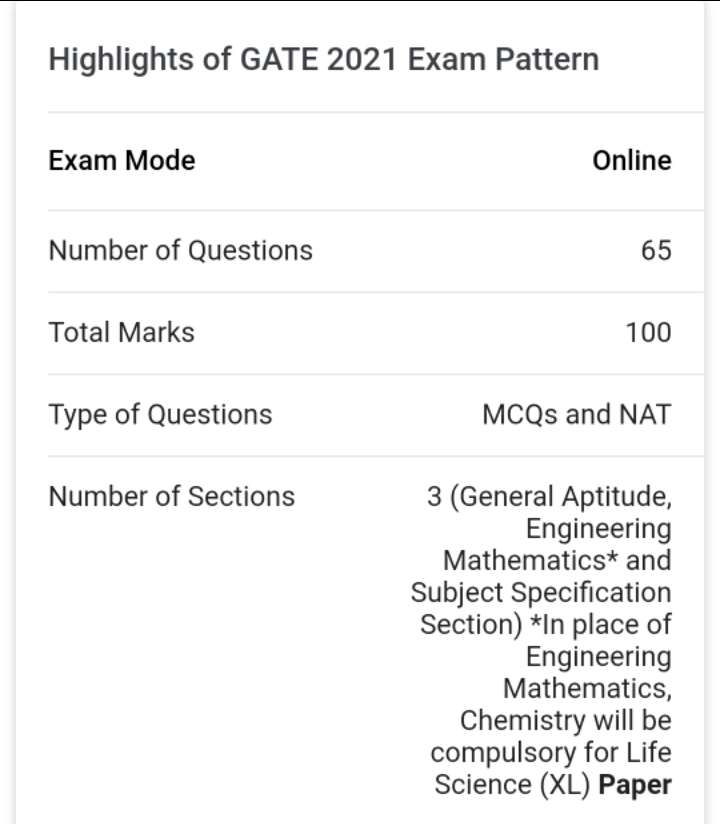 Highlights of GATE 2021 Exam Pattern
Exam Mode Online
Number of Questions 65
Total Marks 100
Type of Questions MCQs and NAT
Number of Sections 3 (General Aptitude,
Engineering
Mathematics* and
Subject Specification
Section) *In place of
Engineering
Mathematics,
Chemistry will be
compulsory for Life
Science (XL) Paper